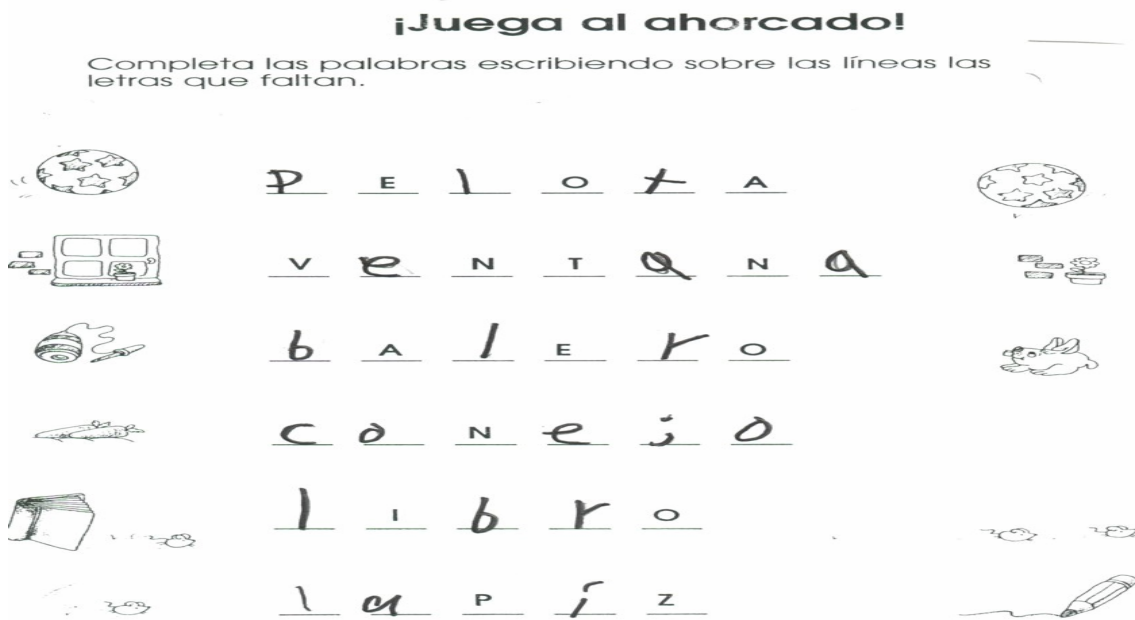 ¡Juega al ahorcado!
Completa las palabras escribiendo sobre las líneas las
letras que faltan.
P E l O t A
V e N T a N a
b A l E r O
c o N e j o
l I b r O
l a P i Z